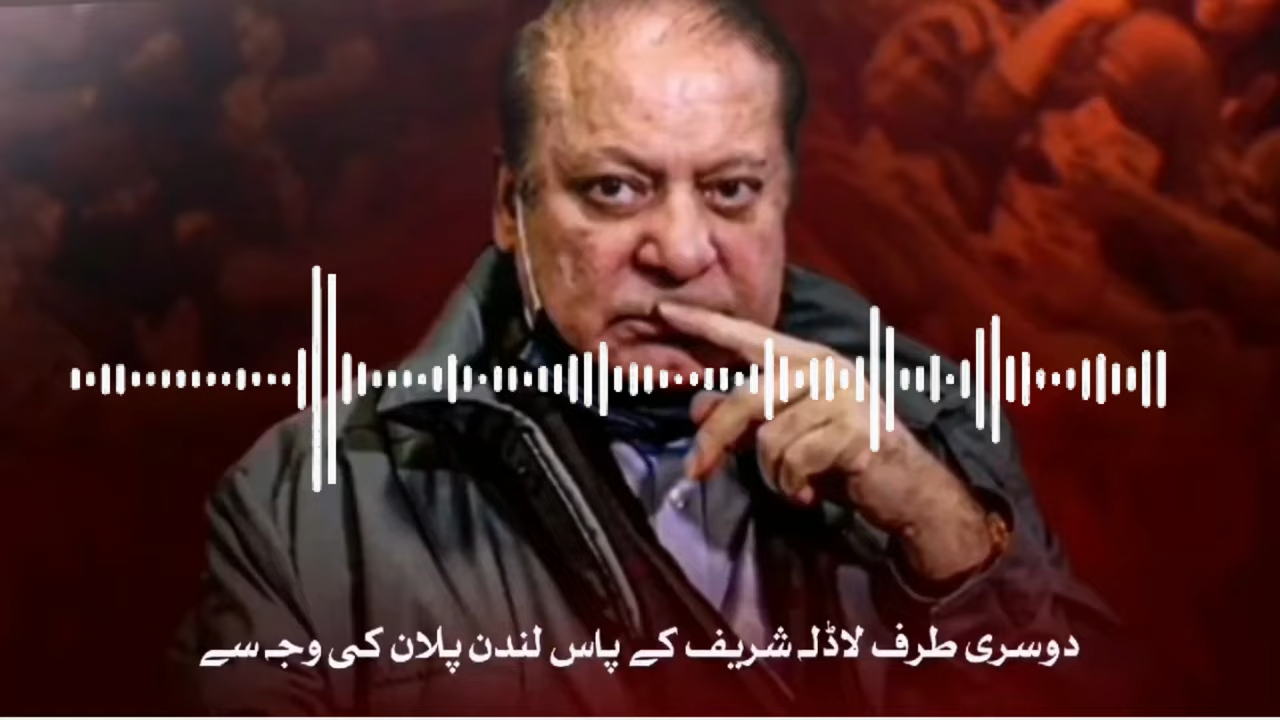 دوسری طرف لاڈلہ شریف کے پاس لندن پلان کی وجہ سے